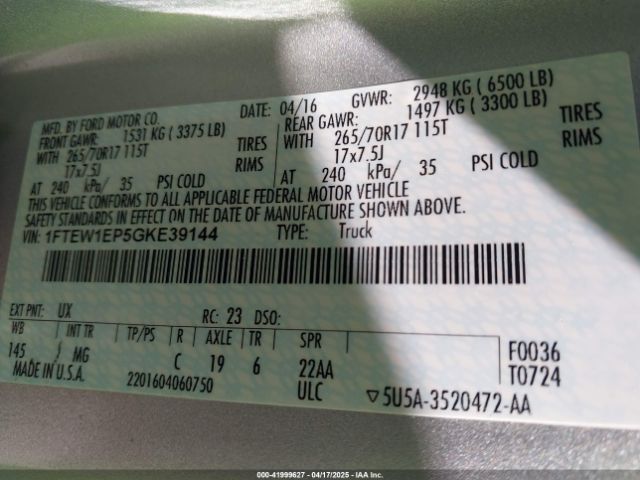 MFD. BY FORD MOTOR CO.
DATE: 04/16 GVWR: 2948 KG ( 6500 LB)
FRONT GAWR: 1531 KG ( 3375 LB)
REAR GAWR: 1497 KG ( 3300 LB)
WITH 265/70R17 115T TIRES
WITH 265/70R17 115T TIRES
17x7.5J RIMS
17x7.5J RIMS
AT 240 kPa/ 35 PSI COLD
AT 240 kPa/ 35 PSI COLD
THIS VEHICLE CONFORMS TO ALL APPLICABLE FEDERAL MOTOR VEHICLE
SAFETY STANDARDS IN EFFECT ON THE DATE OF MANUFACTURE SHOWN ABOVE.
VIN: 1FTEW1EP5GKE39144 TYPE: Truck
EXT PNT: UX RC: 23 DSO:
WB INT TR TP/PS R AXLE TR SPR
145 MG C 19 6 22AA
F0036
MADE IN U.S.A. 2201604060750 ULC
T0724
▽5U5A-3520472-AA
000-41999627 | 04/17/2025 | IAA Inc.